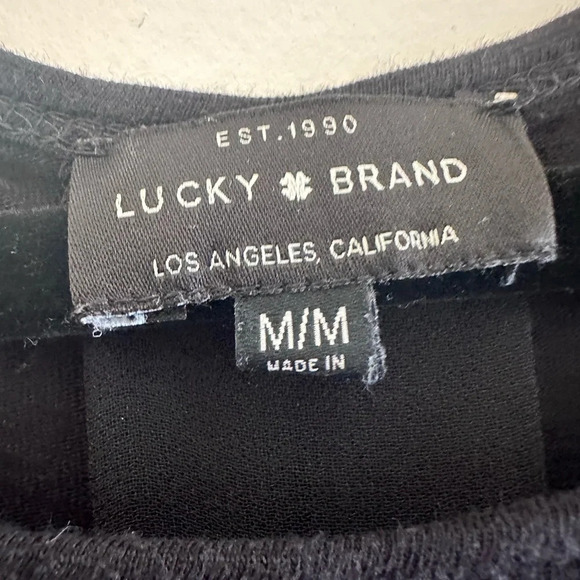 EST.1990
LUCKY BRAND
LOS ANGELES, CALIFORNIA
M/M
MADE IN